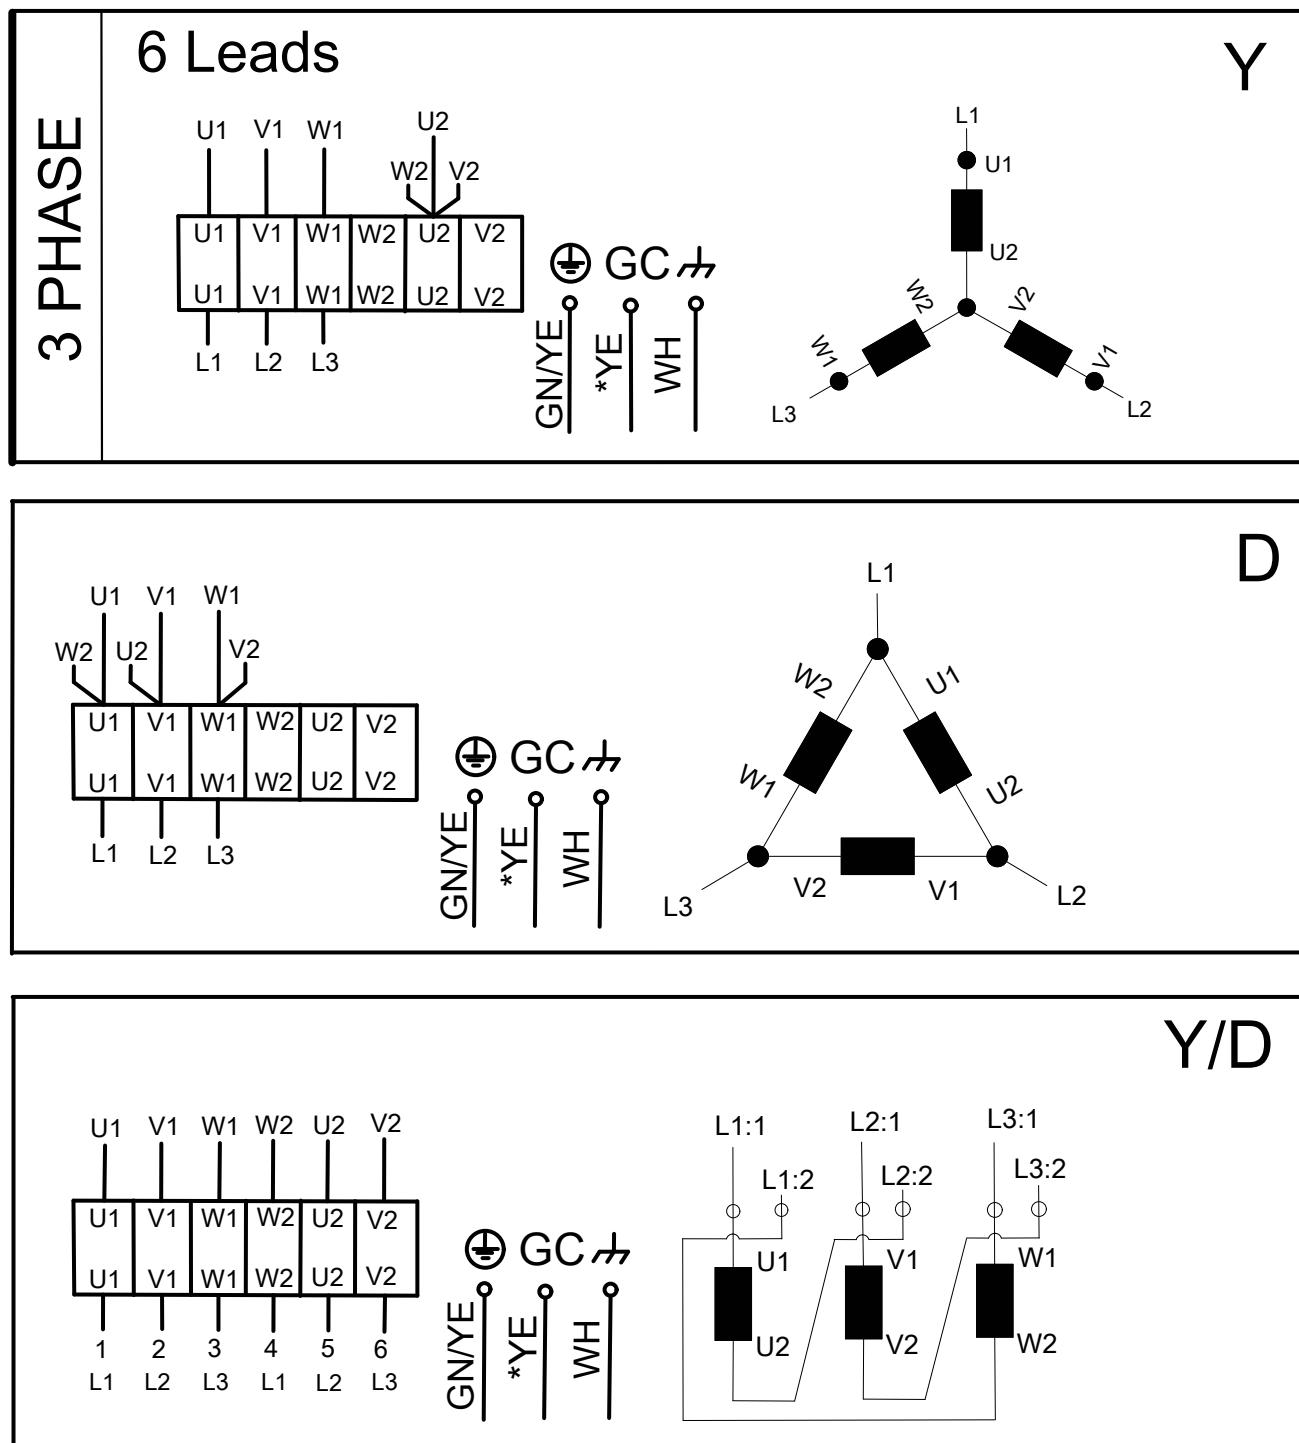 3 PHASE
6 Leads
Y
U1 V1 W1 U2
W2 V2
U1 V1 W1 W2 U2 V2
U1 V1 W1 W2 U2 V2
L1 L2 L3
GC
GN/YE *YE WH
L1
U1
U2
W2 V2
W1 V1
L3 L2
D
U1 V1 W1
W2 U2 V2
U1 V1 W1 W2 U2 V2
U1 V1 W1 W2 U2 V2
L1 L2 L3
GC
GN/YE *YE WH
L1
W2 U1
W1 U2
V2 V1
L3 L2
Y/D
U1 V1 W1 W2 U2 V2
U1 V1 W1 W2 U2 V2
U1 V1 W1 W2 U2 V2
1 2 3 4 5 6
L1 L2 L3 L1 L2 L3
GC
GN/YE *YE WH
L1:1 L2:1 L3:1
L1:2 L2:2 L3:2
U1 V1 W1
U2 V2 W2